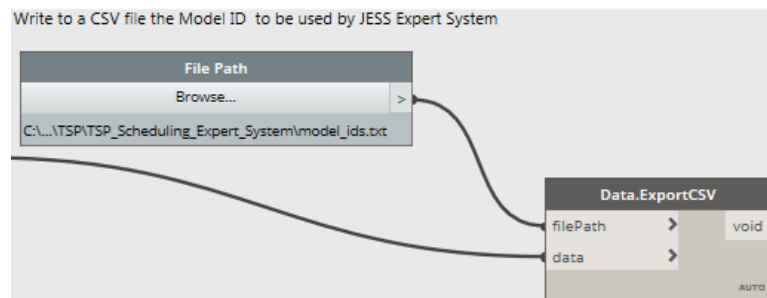 Write to a CSV file the Model ID  to be used by JESS Expert System
File Path
Browse...
>
C:\...\TSP\TSP_Scheduling_Expert_System\model_ids.txt
Data.ExportCSV
filePath > void
data >
AUTO